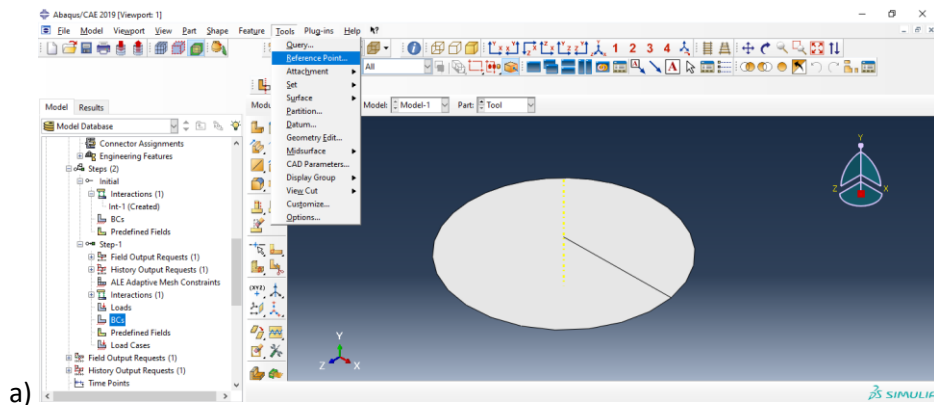 Abaqus/CAE 2019 [Viewport: 1]
File Model Viewport View Part Shape Feature Tools Plug-ins Help
Query...
Reference Point...
Attachment
Set
Surface
Partition...
Datum...
Geometry Edit...
Midsurface
CAD Parameters...
Display Group
View Cut
Customize...
Options...
1 2 3 4
All
Model Results
Modu
Model: Model-1 Part: Tool
Model Database
Connector Assignments
Engineering Features
Steps (2)
Initial
Interactions (1)
Int-1 (Created)
BCs
Predefined Fields
Step-1
Field Output Requests (1)
History Output Requests (1)
ALE Adaptive Mesh Constraints
Interactions (1)
Loads
BCs
Predefined Fields
Load Cases
Field Output Requests (1)
History Output Requests (1)
Time Points
(XYZ)
Y
Z X
Y
Z X
a)
SIMULIA